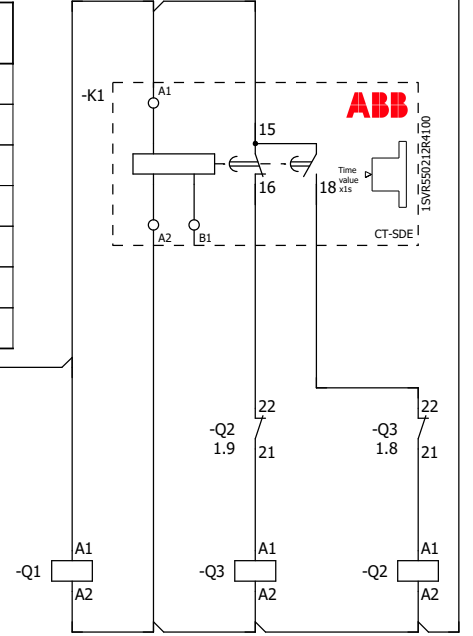 -K1
A1
ABB
15
16
18
Time
value
x1s
1SVR550212R4100
A2
B1
CT-SDE
22
-Q2
1.9
21
22
-Q3
1.8
21
A1
-Q1
A2
A1
-Q3
A2
A1
-Q2
A2